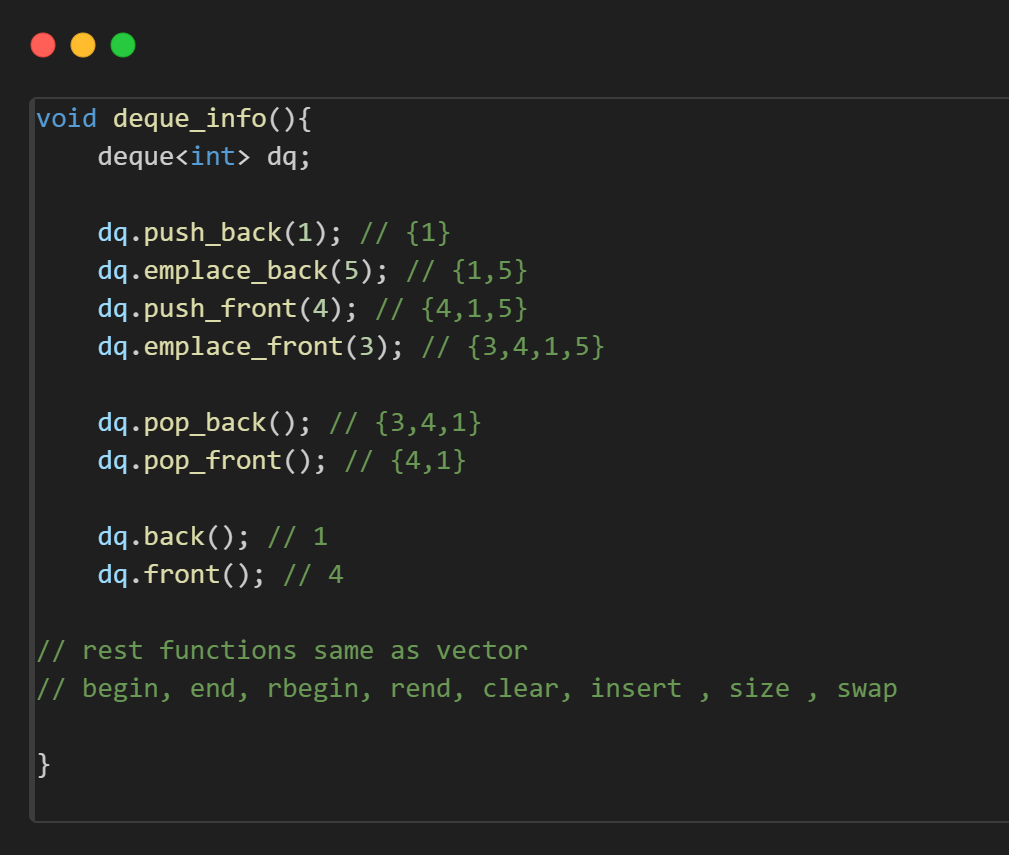 void deque_info(){
    deque<int> dq;
    dq.push_back(1); // {1}
    dq.emplace_back(5); // {1,5}
    dq.push_front(4); // {4,1,5}
    dq.emplace_front(3); // {3,4,1,5}
    dq.pop_back(); // {3,4,1}
    dq.pop_front(); // {4,1}
    dq.back(); // 1
    dq.front(); // 4
// rest functions same as vector
// begin, end, rbegin, rend, clear, insert , size , swap
}